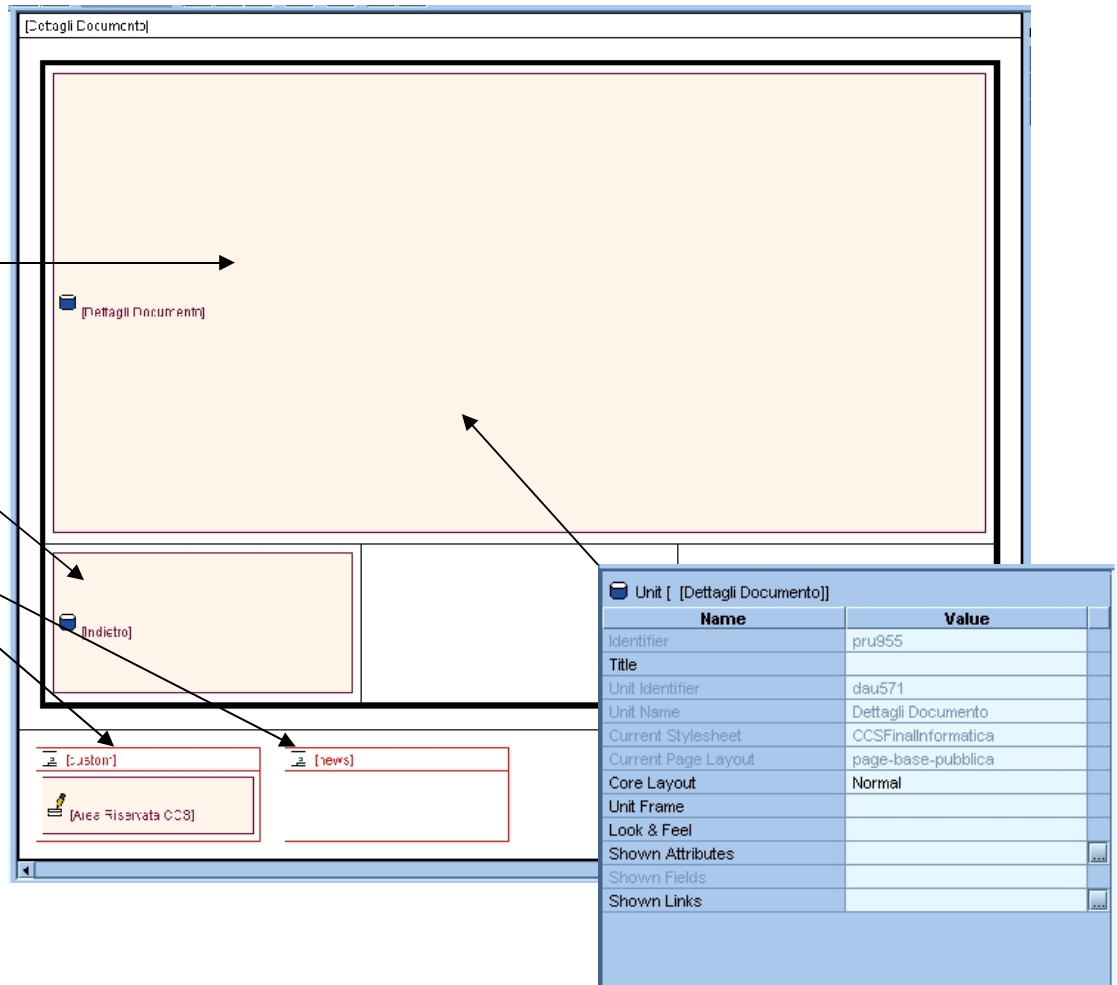 [Dettagli Documento]
[Dettagli Documento]
[Indietro]
[custom]
[news]
[Area Riservata CCS]
Unit [ [Dettagli Documento]]
Name Value
Identifier pru955
Title
Unit Identifier dau571
Unit Name Dettagli Documento
Current Stylesheet CCSFinalInformatica
Current Page Layout page-base-pubblica
Core Layout Normal
Unit Frame
Look & Feel
Shown Attributes ...
Shown Fields
Shown Links ...